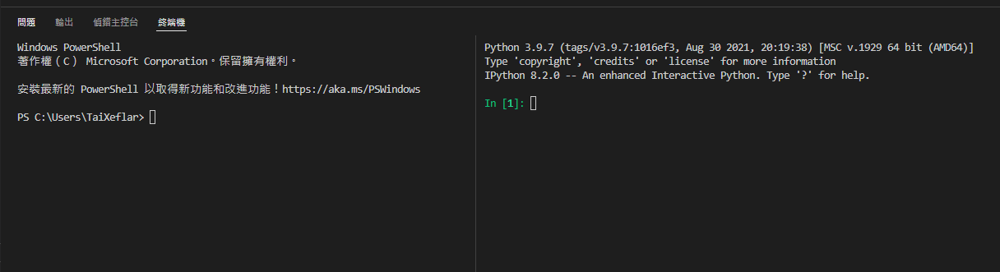 問題 輸出 偵錯主控台 終端機
Windows PowerShell
著作權（C） Microsoft Corporation。保留擁有權利。
安裝最新的 PowerShell 以取得新功能和改進功能！https://aka.ms/PSWindows
PS C:\Users\TaiXeflar>
Python 3.9.7 (tags/v3.9.7:1016ef3, Aug 30 2021, 20:19:38) [MSC v.1929 64 bit (AMD64)]
Type 'copyright', 'credits' or 'license' for more information
IPython 8.2.0 -- An enhanced Interactive Python. Type '?' for help.
In [1]: